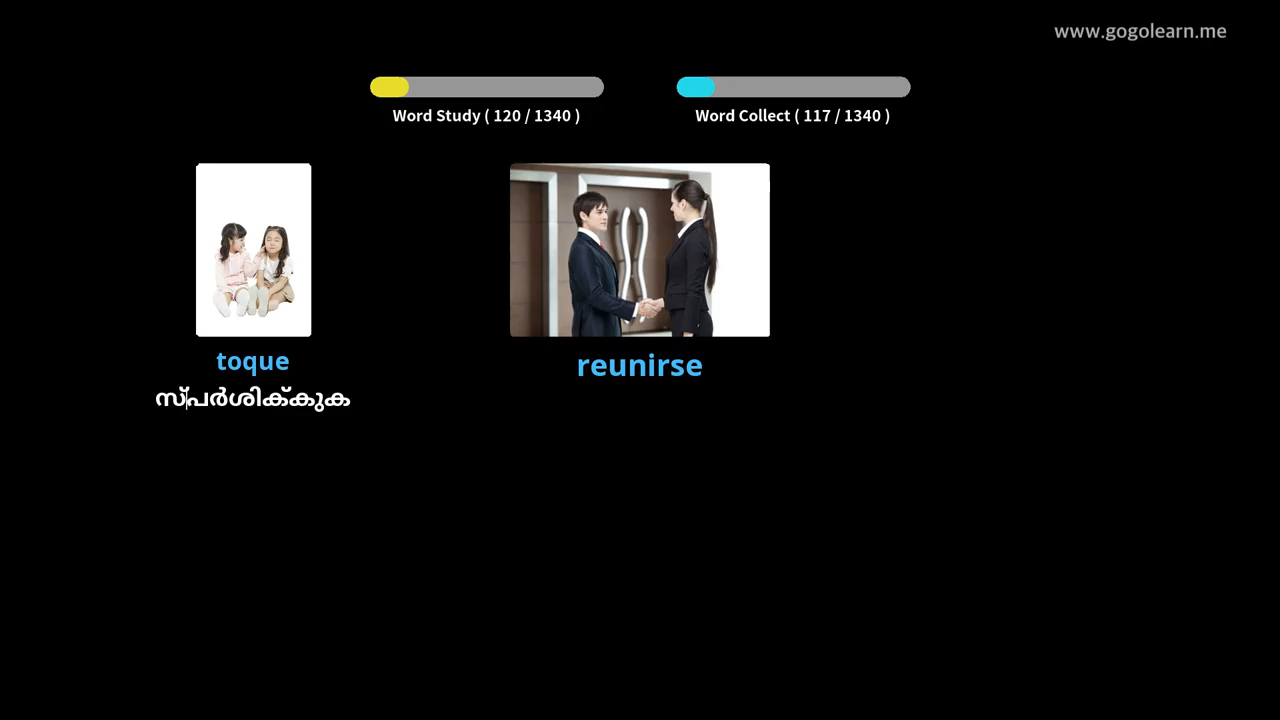 www.gogolearn.me
Word Study ( 120 / 1340 )
Word Collect ( 117 / 1340 )
toque
സ്പർശിക്കുക
reunirse